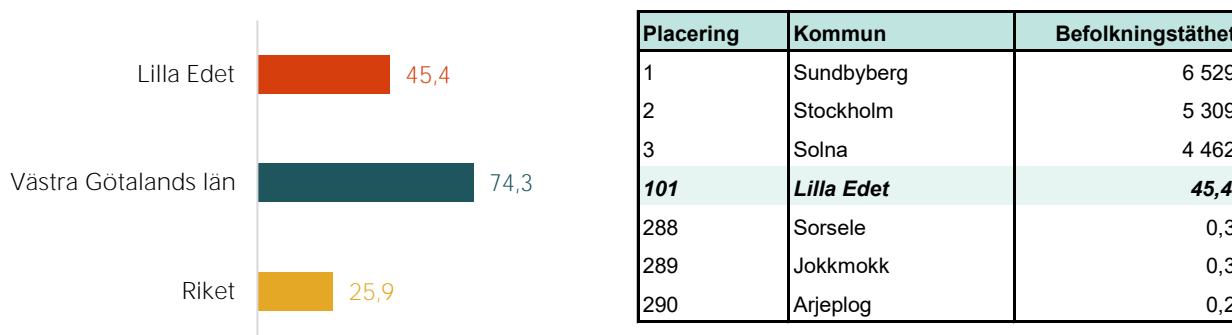 Lilla Edet 45,4
Västra Götalands län 74,3
Riket 25,9
Placering Kommun Befolkningstäthet
1 Sundbyberg 6 529
2 Stockholm 5 309
3 Solna 4 462
101 Lilla Edet 45,4
288 Sorsele 0,3
289 Jokkmokk 0,3
290 Arjeplog 0,2